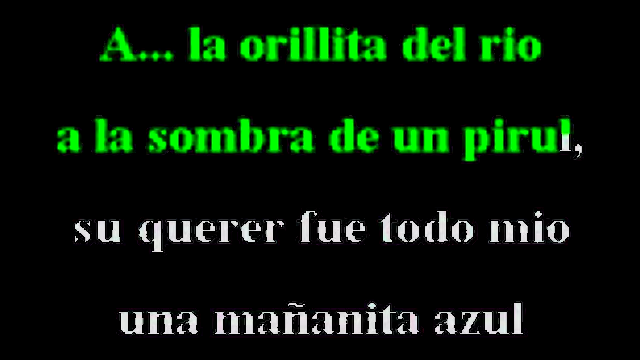 A... la orillita del rio
a la sombra de un pirul,
su querer fue todo mio
una mañanita azul